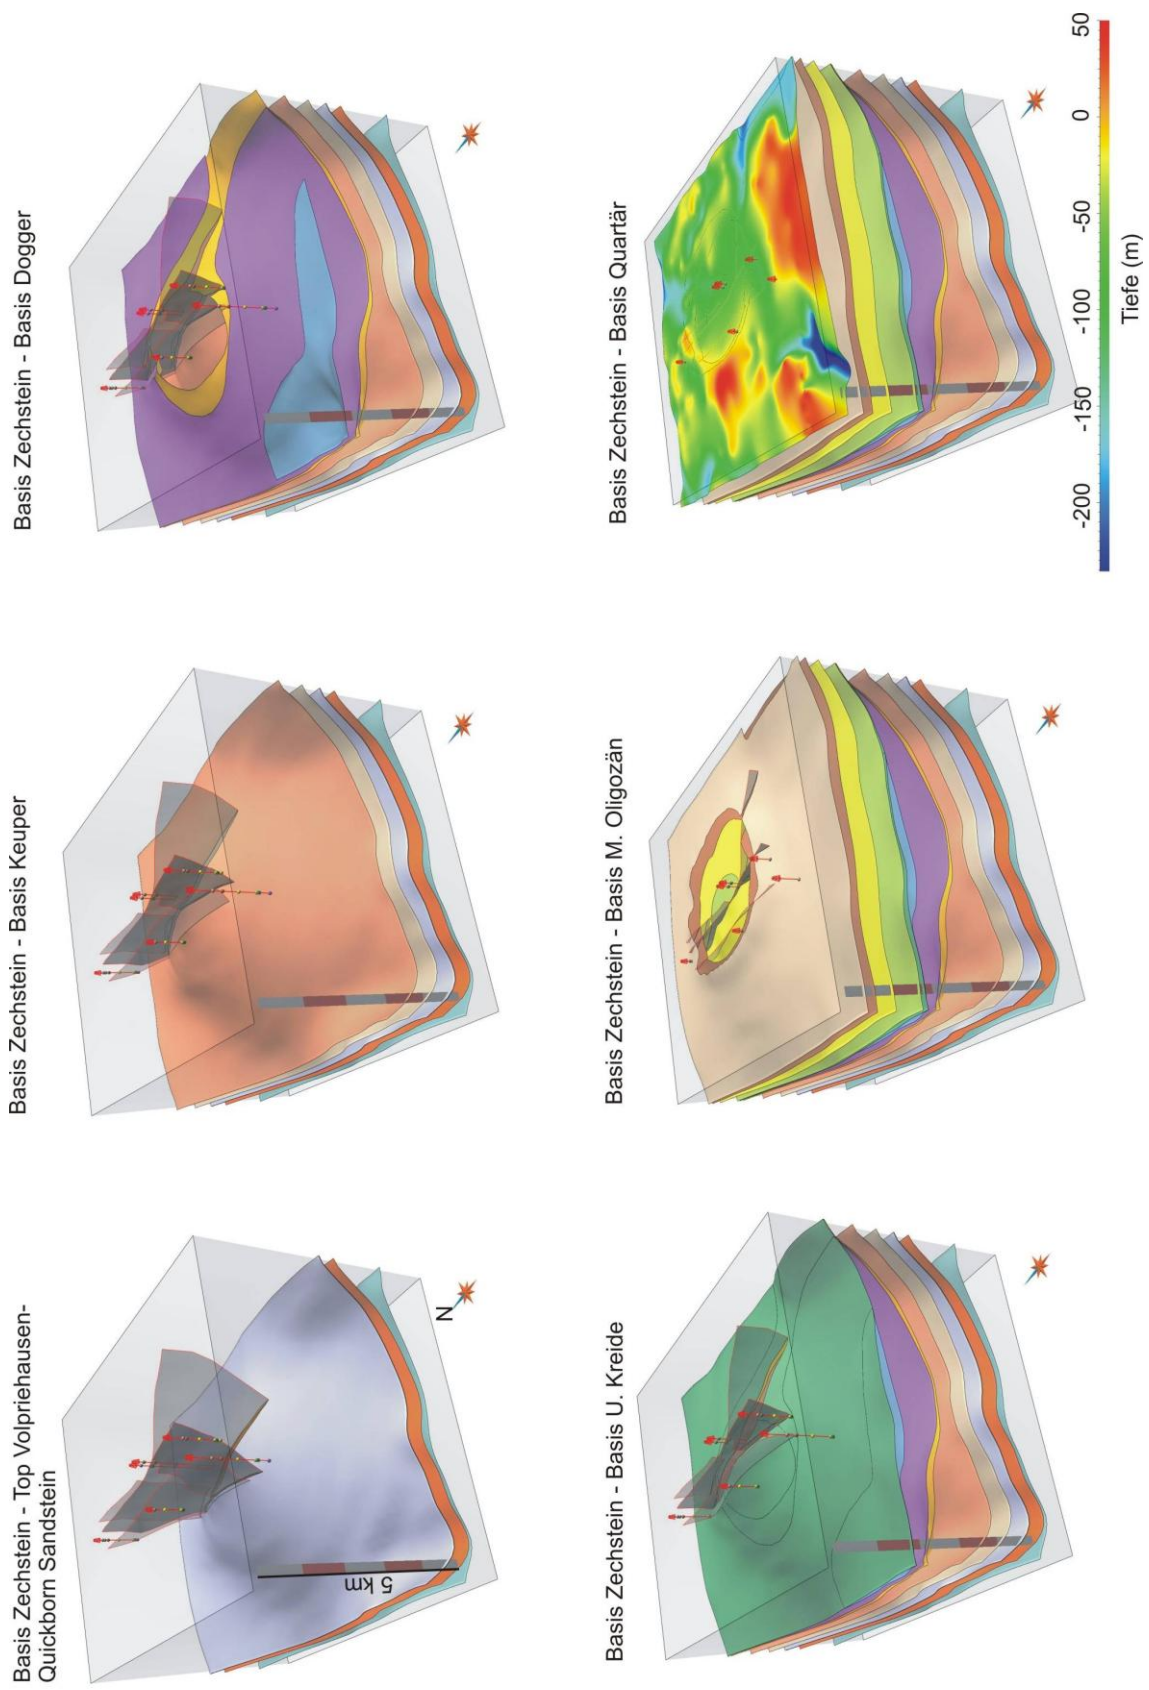 Basis Zechstein - Top Volpriehausen-
Quickborn Sandstein
5 km
N
Basis Zechstein - Basis Keuper
Basis Zechstein - Basis Dogger
Basis Zechstein - Basis U. Kreide
Basis Zechstein - Basis M. Oligozän
Basis Zechstein - Basis Quartär
-200 -150 -100 -50 0 50
Tiefe (m)